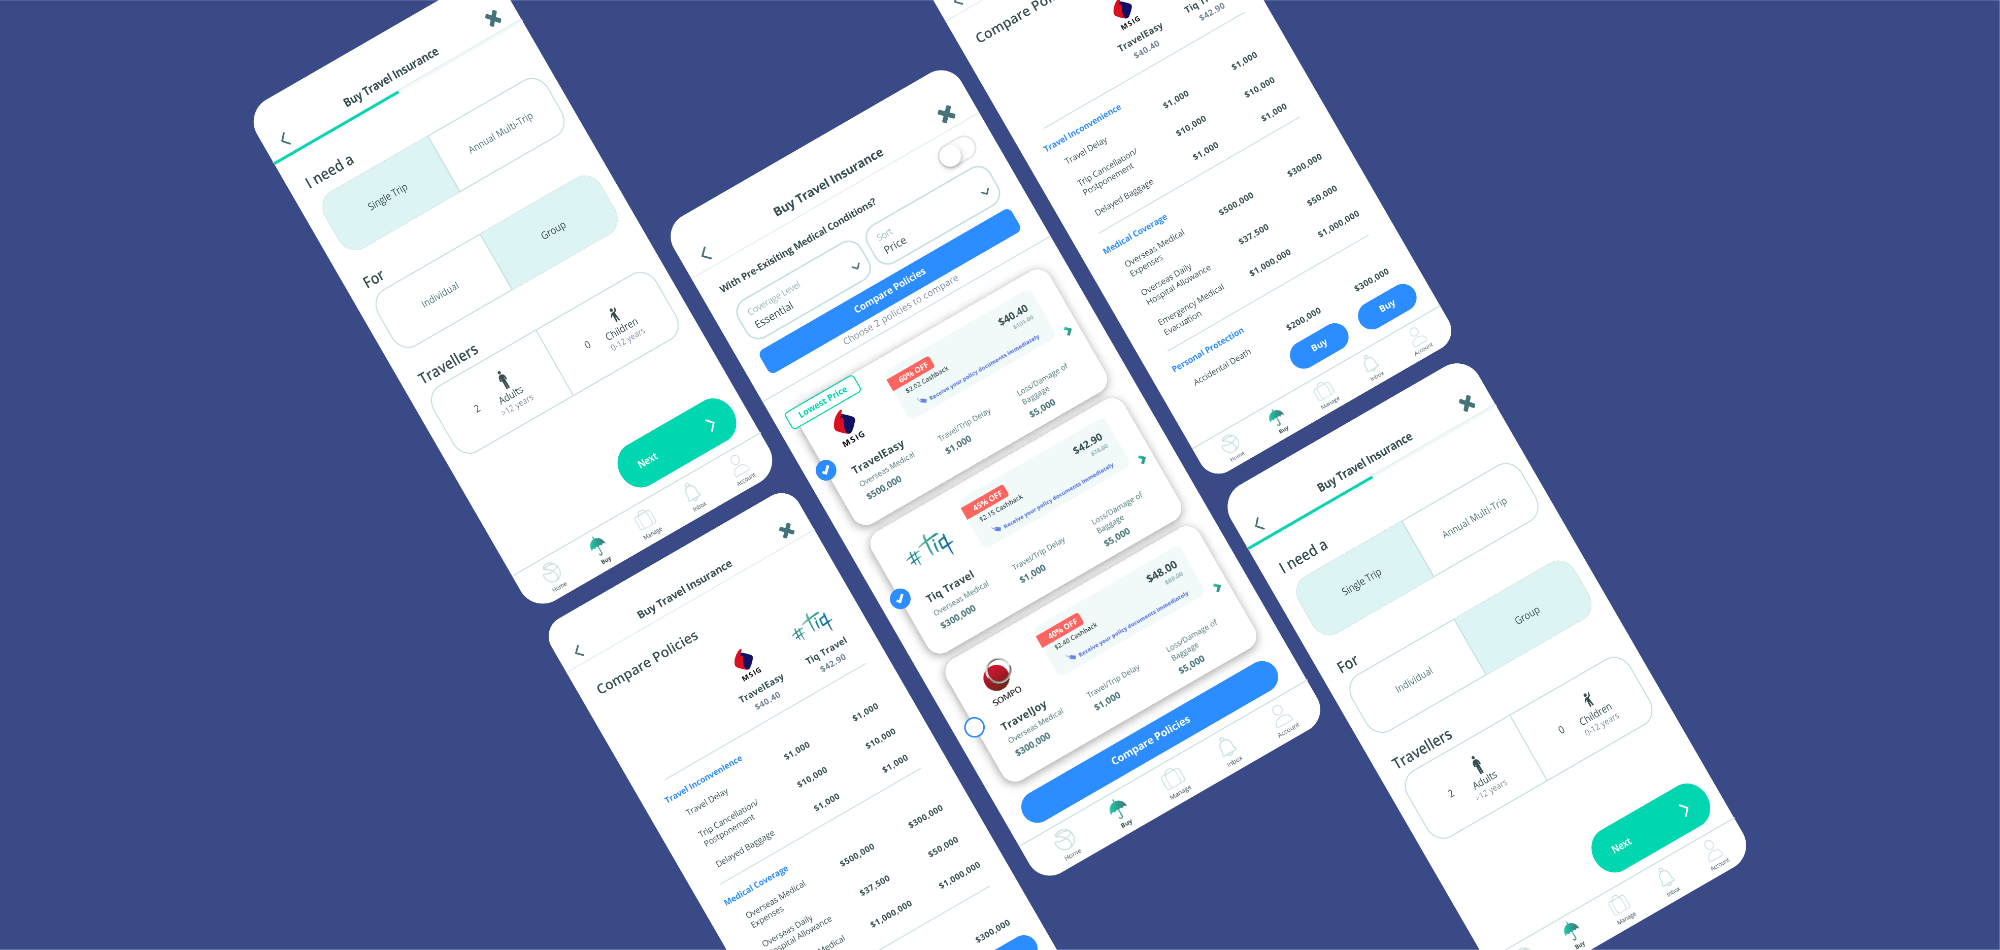 Buy Travel Insurance
I need a
Single Trip
Annual Multi-Trip
For
Individual
Group
Travellers
2
Adults
>12 years
0
Children
0-12 years
Next
Home
Buy
Manage
Inbox
Account
Buy Travel Insurance
Compare Policies
MSIG
TravelEasy
$40.40
#Tiq
Tiq Travel
$42.90
Travel Inconvenience
Travel Delay
$1,000
$1,000
Trip Cancellation/
Postponement
$10,000
$10,000
Delayed Baggage
$1,000
$1,000
Medical Coverage
Overseas Medical
Expenses
$500,000
$300,000
Overseas Daily
Hospital Allowance
$37,500
$50,000
Medical
$1,000,000
$1,000,000
$300,000
Buy Travel Insurance
With Pre-Exisiting Medical Conditions?
Coverage Level
Essential
Sort
Price
Compare Policies
Choose 2 policies to compare
Lowest Price
MSIG
TravelEasy
60% OFF
$40.40
$2.02 Cashback
Receive your policy documents immediately
Overseas Medical
$500,000
Travel/Trip Delay
$1,000
Loss/Damage of
Baggage
$5,000
#Tiq
Tiq Travel
45% OFF
$42.90
$2.15 Cashback
Receive your policy documents immediately
Overseas Medical
$300,000
Travel/Trip Delay
$1,000
Loss/Damage of
Baggage
$5,000
SOMPO
TravelJoy
40% OFF
$48.00
$2.40 Cashback
Receive your policy documents immediately
Overseas Medical
$300,000
Travel/Trip Delay
$1,000
Loss/Damage of
Baggage
$5,000
Compare Policies
Home
Buy
Manage
Inbox
Account
Compare
MSIG
TravelEasy
$40.40
Tiq
$42.90
Travel Inconvenience
Travel Delay
$1,000
$1,000
Trip Cancellation/
Postponement
$10,000
$10,000
Delayed Baggage
$1,000
$1,000
Medical Coverage
Overseas Medical
Expenses
$500,000
$300,000
Overseas Daily
Hospital Allowance
$37,500
$50,000
Emergency Medical
Evacuation
$1,000,000
$1,000,000
Personal Protection
Accidental Death
$200,000
$300,000
Buy
Buy
Home
Buy
Manage
Inbox
Account
Buy Travel Insurance
I need a
Single Trip
Annual Multi-Trip
For
Individual
Group
Travellers
2
Adults
>12 years
0
Children
0-12 years
Next
Buy
Manage
Inbox
Account